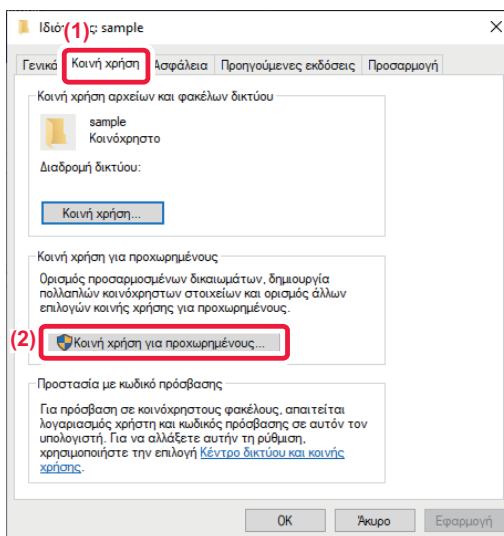 Ιδιότ ς: sample
(1)
Γενικά Κοινή χρήση Ασφάλεια Προηγούμενες εκδόσεις Προσαρμογή
Κοινή χρήση αρχείων και φακέλων δικτύου
sample
Κοινόχρηστο
Διαδρομή δικτύου:
Κοινή χρήση...
Κοινή χρήση για προχωρημένους
Ορισμός προσαρμοσμένων δικαιωμάτων, δημιουργία
πολλαπλών κοινόχρηστων στοιχείων και ορισμός άλλων
επιλογών κοινής χρήσης για προχωρημένους.
(2)
Κοινή χρήση για προχωρημένους...
Προστασία με κωδικό πρόσβασης
Για πρόσβαση σε κοινόχρηστους φακέλους, απαιτείται
λογαριασμός χρήστη και κωδικός πρόσβασης σε αυτόν τον
υπολογιστή. Για να αλλάξετε αυτήν τη ρύθμιση,
χρησιμοποιήστε την επιλογή Κέντρο δικτύου και κοινής
χρήσης.
OK Άκυρο Εφαρμογή